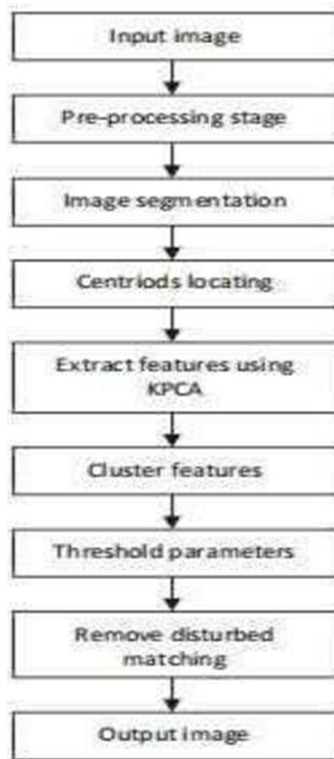 Input image
Pre-processing stage
Image segmentation
Centriods locating
Extract features using
KPCA
Cluster features
Threshold parameters
Remove disturbed
matching
Output image